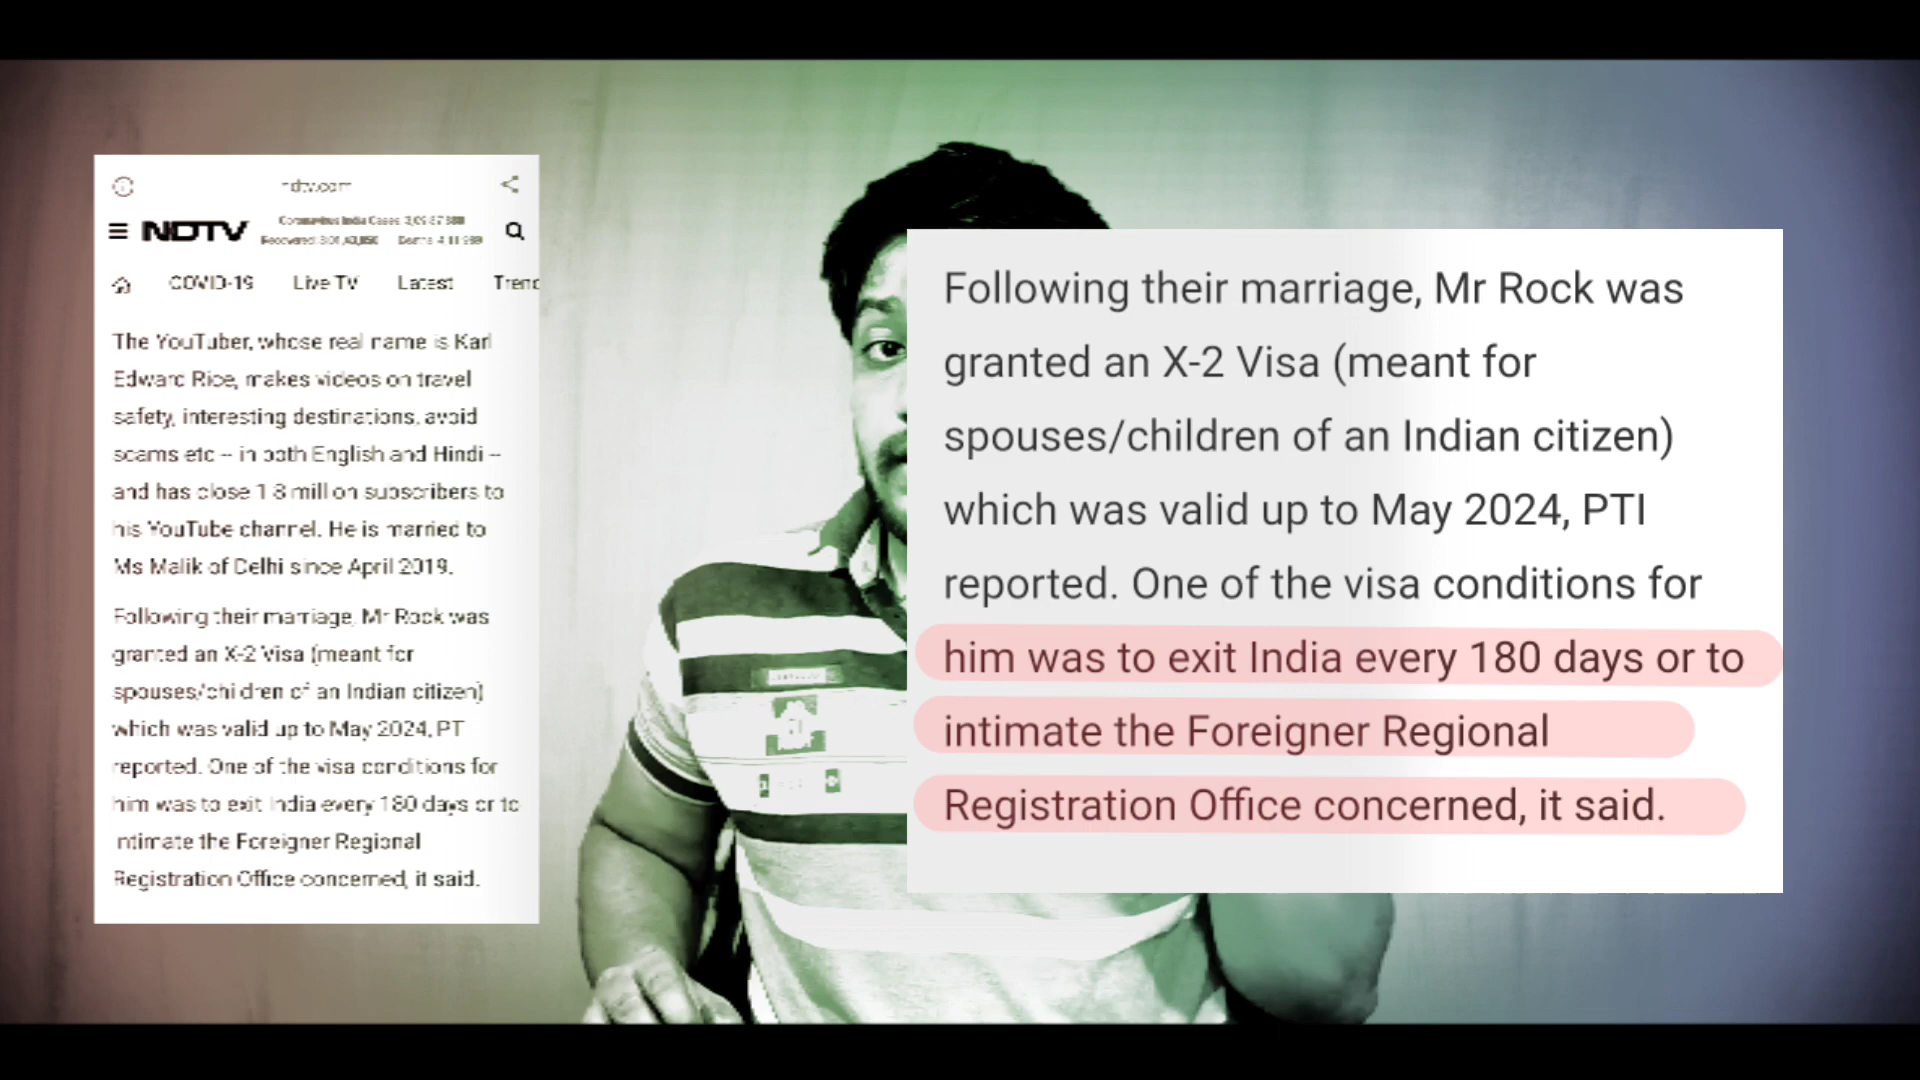 ndtv.com
NDTV
Coronavirus India Cases
COVID-19 Live TV Latest Trend
The YouTuber, whose real name is Karl
Edward Rice, makes videos on travel
safety, interesting destinations, avoid
scams etc -- in both English and Hindi --
and has close 1.8 million subscribers to
his YouTube channel. He is married to
Ms Malik of Delhi since April 2019.
Following their marriage, Mr Rock was
granted an X-2 Visa (meant for
spouses/children of an Indian citizen)
which was valid up to May 2024, PTI
reported. One of the visa conditions for
him was to exit India every 180 days or to
intimate the Foreigner Regional
Registration Office concerned, it said.
Following their marriage, Mr Rock was
granted an X-2 Visa (meant for
spouses/children of an Indian citizen)
which was valid up to May 2024, PTI
reported. One of the visa conditions for
him was to exit India every 180 days or to
intimate the Foreigner Regional
Registration Office concerned, it said.